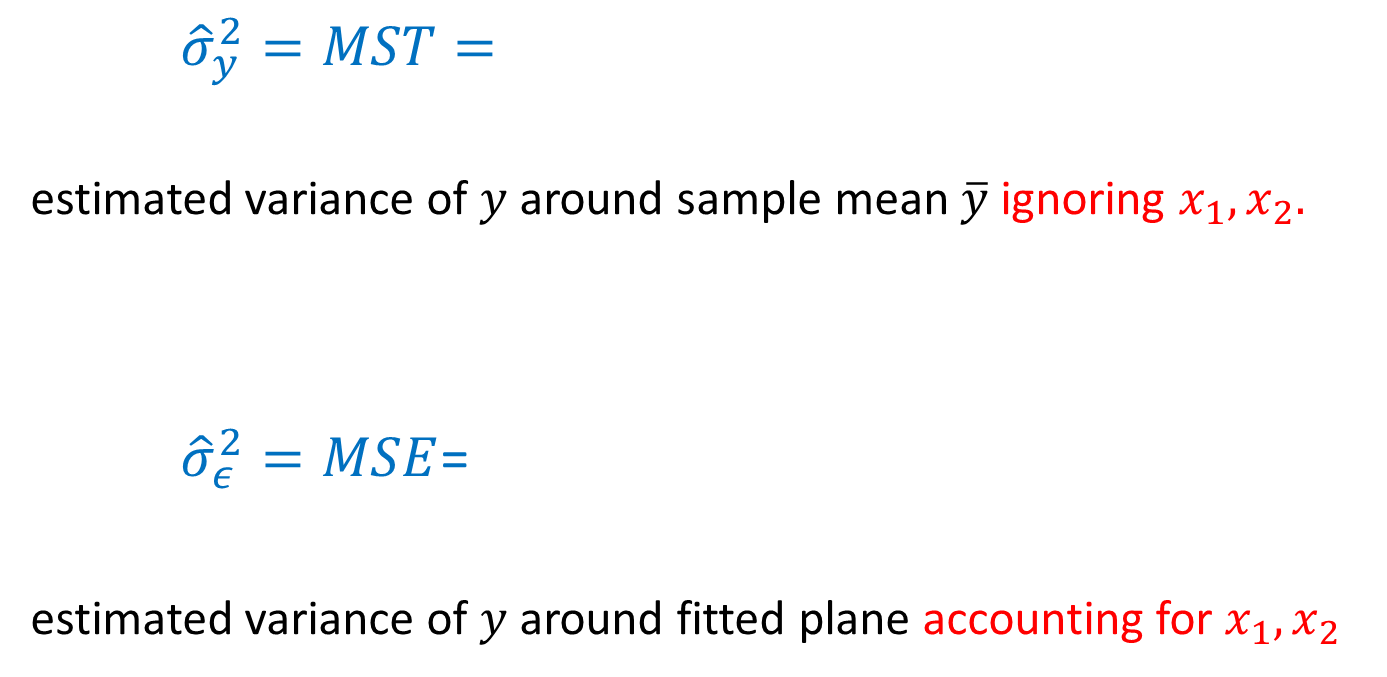 σ̂²_y = MST =
estimated variance of y around sample mean ȳ ignoring x₁, x₂.
σ̂²_ϵ = MSE=
estimated variance of y around fitted plane accounting for x₁, x₂